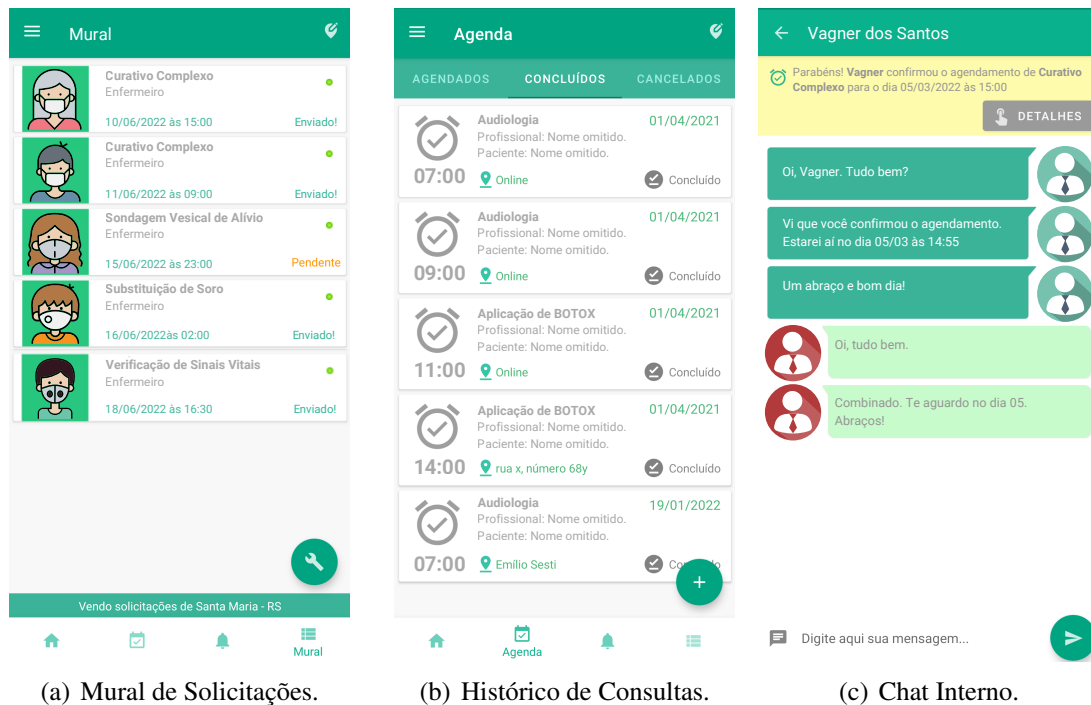 Mural
Curativo Complexo
Enfermeiro
10/06/2022 às 15:00
Enviado!
Curativo Complexo
Enfermeiro
11/06/2022 às 09:00
Enviado!
Sondagem Vesical de Alívio
Enfermeiro
15/06/2022 às 23:00
Pendente
Substituição de Soro
Enfermeiro
16/06/2022às 02:00
Enviado!
Verificação de Sinais Vitais
Enfermeiro
18/06/2022 às 16:30
Enviado!
Vendo solicitações de Santa Maria - RS
Mural
(a) Mural de Solicitações.
Agenda
AGENDADOS
CONCLUÍDOS
CANCELADOS
Audiologia
01/04/2021
Profissional: Nome omitido.
Paciente: Nome omitido.
07:00
Online
Concluído
Audiologia
01/04/2021
Profissional: Nome omitido.
Paciente: Nome omitido.
09:00
Online
Concluído
Aplicação de BOTOX
01/04/2021
Profissional: Nome omitido.
Paciente: Nome omitido.
11:00
Online
Concluído
Aplicação de BOTOX
01/04/2021
Profissional: Nome omitido.
Paciente: Nome omitido.
14:00
rua x, número 68y
Concluído
Audiologia
19/01/2022
Profissional: Nome omitido.
Paciente: Nome omitido.
07:00
Emílio Sesti
+
Agenda
(b) Histórico de Consultas.
Vagner dos Santos
Parabéns! Vagner confirmou o agendamento de Curativo
Complexo para o dia 05/03/2022 às 15:00
DETALHES
Oi, Vagner. Tudo bem?
Vi que você confirmou o agendamento.
Estarei aí no dia 05/03 às 14:55
Um abraço e bom dia!
Oi, tudo bem.
Combinado. Te aguardo no dia 05.
Abraços!
Digite aqui sua mensagem...
(c) Chat Interno.